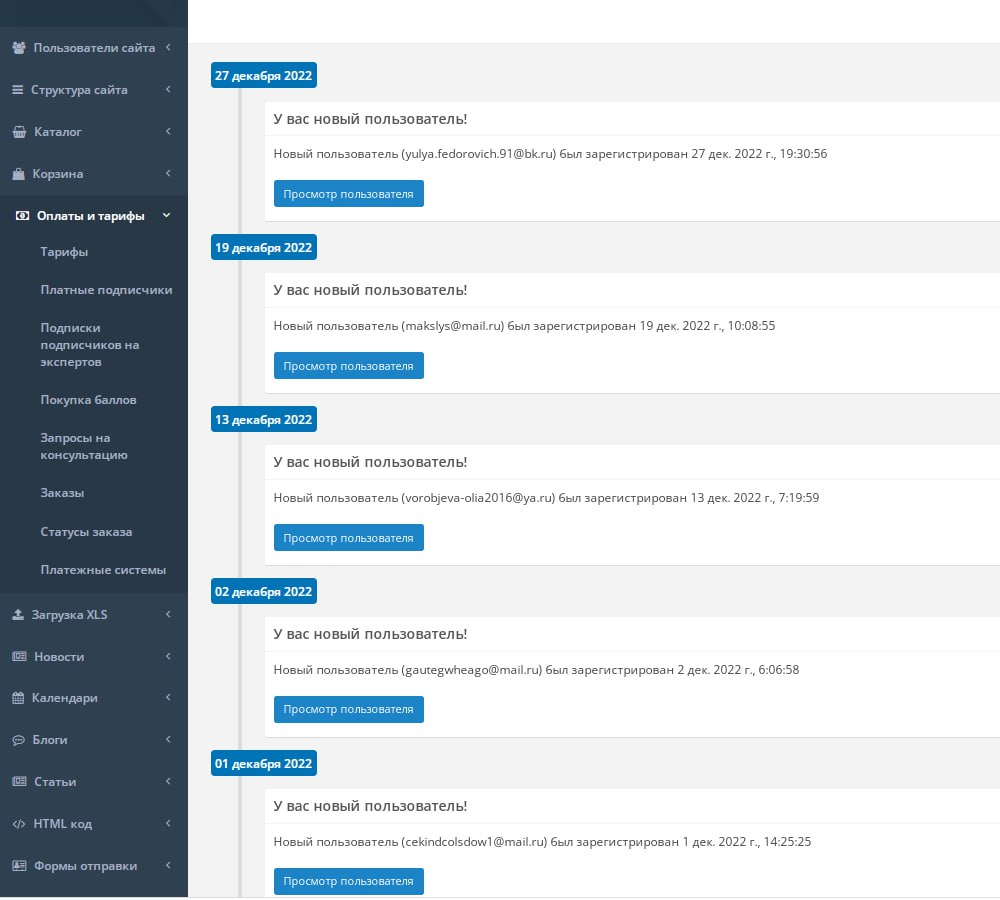 Пользователи сайта
Структура сайта
Каталог
Корзина
Оплаты и тарифы
Тарифы
Платные подписчики
Подписки
подписчиков на
экспертов
Покупка баллов
Запросы на
консультацию
Заказы
Статусы заказа
Платежные системы
Загрузка XLS
Новости
Календари
Блоги
Статьи
HTML код
Формы отправки
27 декабря 2022
У вас новый пользователь!
Новый пользователь (yulya.fedorovich.91@bk.ru) был зарегистрирован 27 дек. 2022 г., 19:30:56
Просмотр пользователя
19 декабря 2022
У вас новый пользователь!
Новый пользователь (makslys@mail.ru) был зарегистрирован 19 дек. 2022 г., 10:08:55
Просмотр пользователя
13 декабря 2022
У вас новый пользователь!
Новый пользователь (vorobjeva-olia2016@ya.ru) был зарегистрирован 13 дек. 2022 г., 7:19:59
Просмотр пользователя
02 декабря 2022
У вас новый пользователь!
Новый пользователь (gautegwheago@mail.ru) был зарегистрирован 2 дек. 2022 г., 6:06:58
Просмотр пользователя
01 декабря 2022
У вас новый пользователь!
Новый пользователь (cekindcolsdow1@mail.ru) был зарегистрирован 1 дек. 2022 г., 14:25:25
Просмотр пользователя